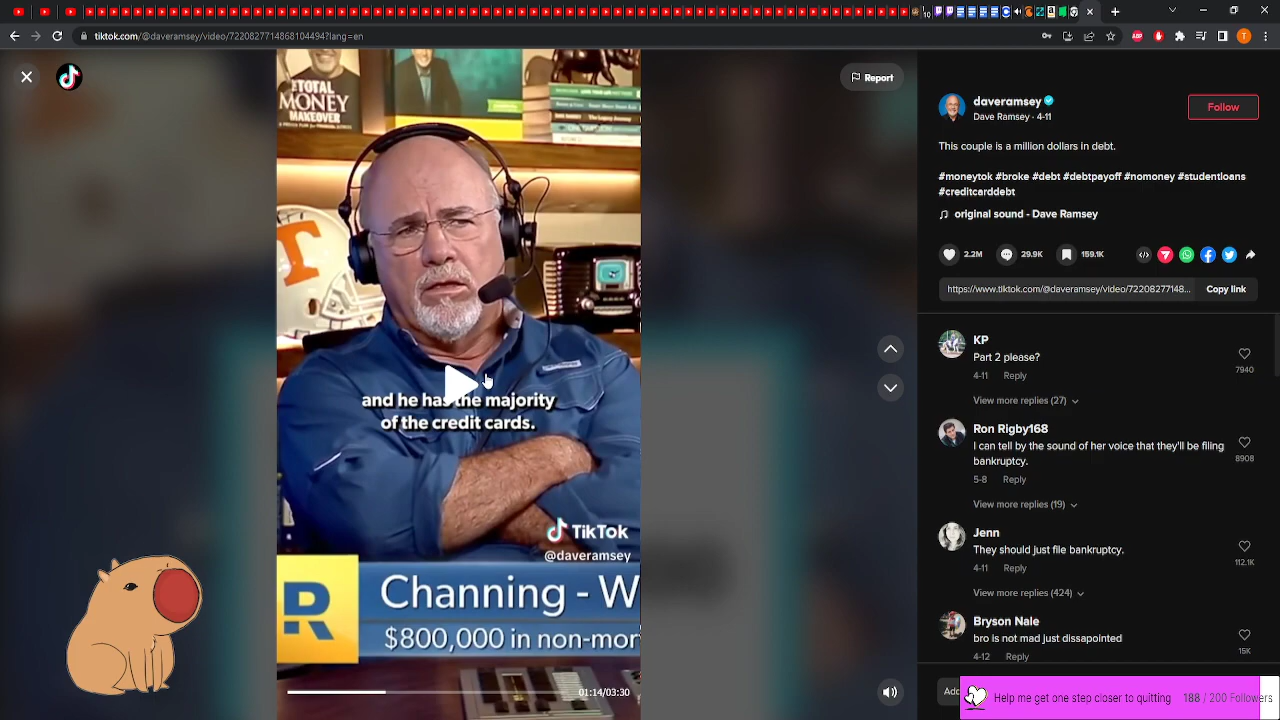 10
tiktok.com/@daveramsey/video/7220827714868104494?lang=en
T
Report
daveramsey
Dave Ramsey · 4-11
Follow
This couple is a million dollars in debt.
#moneytok #broke #debt #debtpayoff #nomoney #studentloans
#creditcarddebt
original sound - Dave Ramsey
2.2M
29.9K
159.1K
https://www.tiktok.com/@daveramsey/video/72208277148...
Copy link
TOTAL
MONEY
MAKEOVER
T
and he has the majority
of the credit cards.
TikTok
@daveramsey
R
Channing - W
$800,000 in non-mor
01:14/03:30
KP
Part 2 please?
4-11 Reply
7940
View more replies (27)
Ron Rigby168
I can tell by the sound of her voice that they'll be filing
bankruptcy.
5-8 Reply
8908
View more replies (19)
Jenn
They should just file bankruptcy.
4-11 Reply
112.1K
View more replies (424)
Bryson Nale
bro not mad just dissapointed
4-12 Reply
15K
Add
Help me get one step closer to quitting 188 / 200 Follow